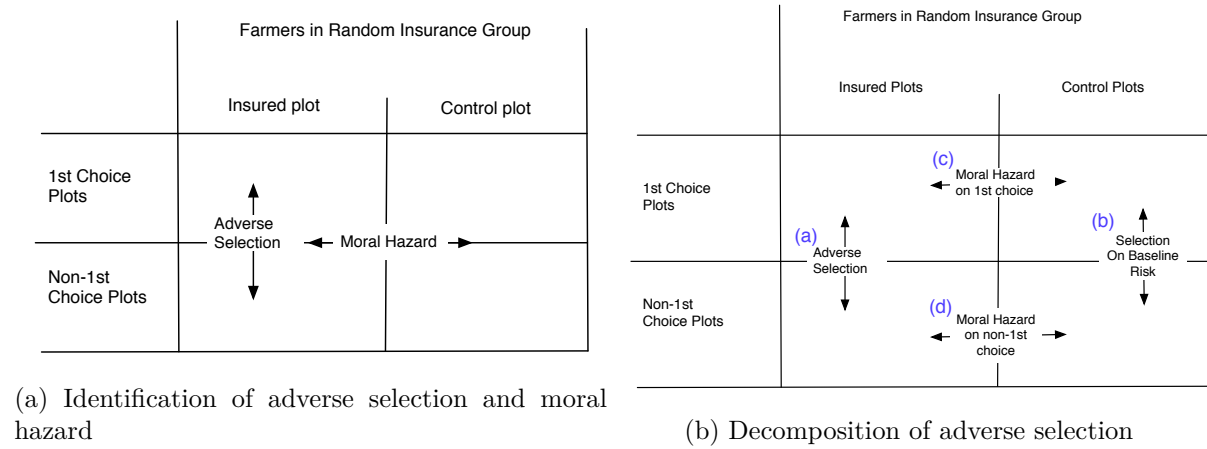 Farmers in Random Insurance Group
Insured plot
Control plot
1st Choice
Plots
Adverse
Selection
Moral Hazard
Non-1st
Choice Plots
(a) Identification of adverse selection and moral
hazard
Farmers in Random Insurance Group
Insured Plots
Control Plots
1st Choice
Plots
(c)
Moral Hazard
on 1st choice
(a)
Adverse
Selection
(b)
Selection
On Baseline
Risk
Non-1st
Choice Plots
(d)
Moral Hazard
on non-1st
choice
(b) Decomposition of adverse selection